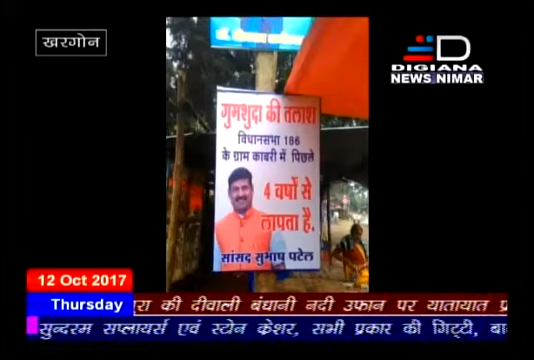 खरगोन
DIGIANA
NEWS NIMAR
गुमशुदा की तलाश
विधानसभा 186
के ग्राम काबरी में पिछले
4 वर्षो से
लापता है.
सांसद सुभाष पटेल
12 Oct 2017
Thursday
की दीवाली बंधानी नदी उफान पर यातायात
सुन्दरम सप्लायर्स एवं स्टोन क्रेशर, सभी प्रकार की गिट्टी,